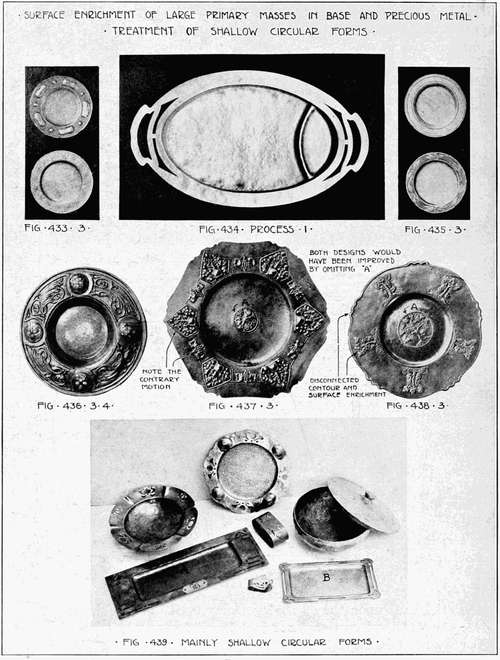 · SURFACE ENRICHMENT OF LARGE PRIMARY MASSES IN BASE AND PRECIOUS METAL ·
· TREATMENT OF SHALLOW CIRCULAR FORMS ·
FIG · 433 · 3 ·
FIG · 434 · PROCESS · 1 ·
FIG · 435 · 3 ·
BOTH DESIGNS WOULD
HAVE BEEN IMPROVED
BY OMITTING "A"
NOTE THE
CONTRARY
MOTION
DISCONNECTED
CONTOUR AND
SURFACE ENRICHMENT
FIG · 436 · 3 · 4 ·
FIG · 437 · 3 ·
FIG · 438 · 3
B
· FIG · 439 · MAINLY SHALLOW CIRCULAR FORMS ·